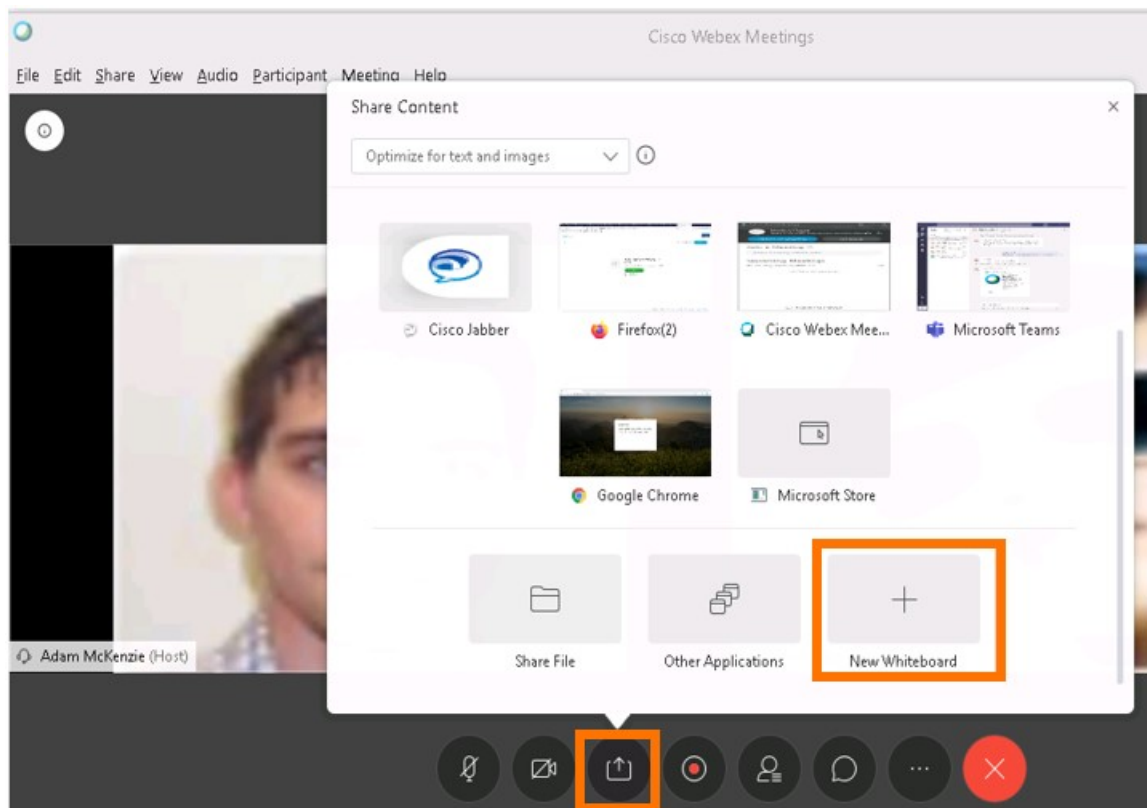 Cisco Webex Meetings
File Edit Share View Audio Participant Meeting Help
Share Content
Optimize for text and images
Cisco Jabber
Firefox(2)
Cisco Webex Mee...
Microsoft Teams
Google Chrome
Microsoft Store
Share File
Other Applications
New Whiteboard
Adam McKenzie (Host)